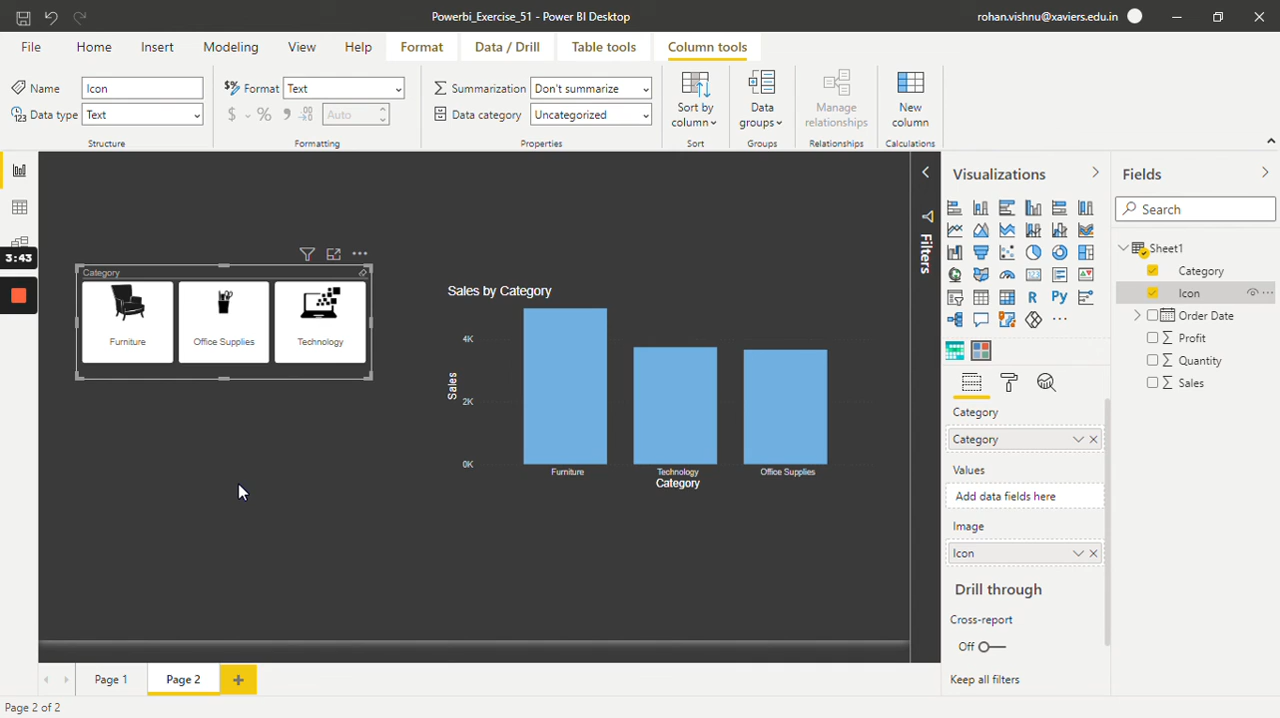 Powerbi_Exercise_51 - Power BI Desktop
rohan.vishnu@xaviers.edu.in
File
Home
Insert
Modeling
View
Help
Format
Data / Drill
Table tools
Column tools
Name
Icon
Data type
Text
Structure
Format
Text
$
%
Auto
Formatting
Summarization
Don't summarize
Data category
Uncategorized
Properties
Sort by
column
Sort
Data
groups
Groups
Manage
relationships
Relationships
New
column
Calculations
3:43
Category
Furniture
Office Supplies
Technology
Sales by Category
Sales
4K
2K
0K
Furniture
Technology
Office Supplies
Category
Filters
Visualizations
R
Py
Category
Category
Values
Add data fields here
Image
Icon
Drill through
Cross-report
Off
Keep all filters
Fields
Search
Sheet1
Category
Icon
Order Date
Profit
Quantity
Sales
Page 1
Page 2
Page 2 of 2